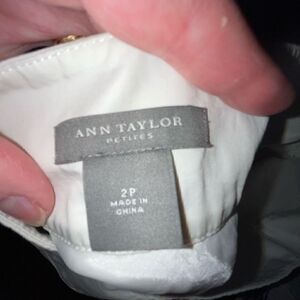 ANN TAYLOR
PETITES
2P
MADE IN
CHINA